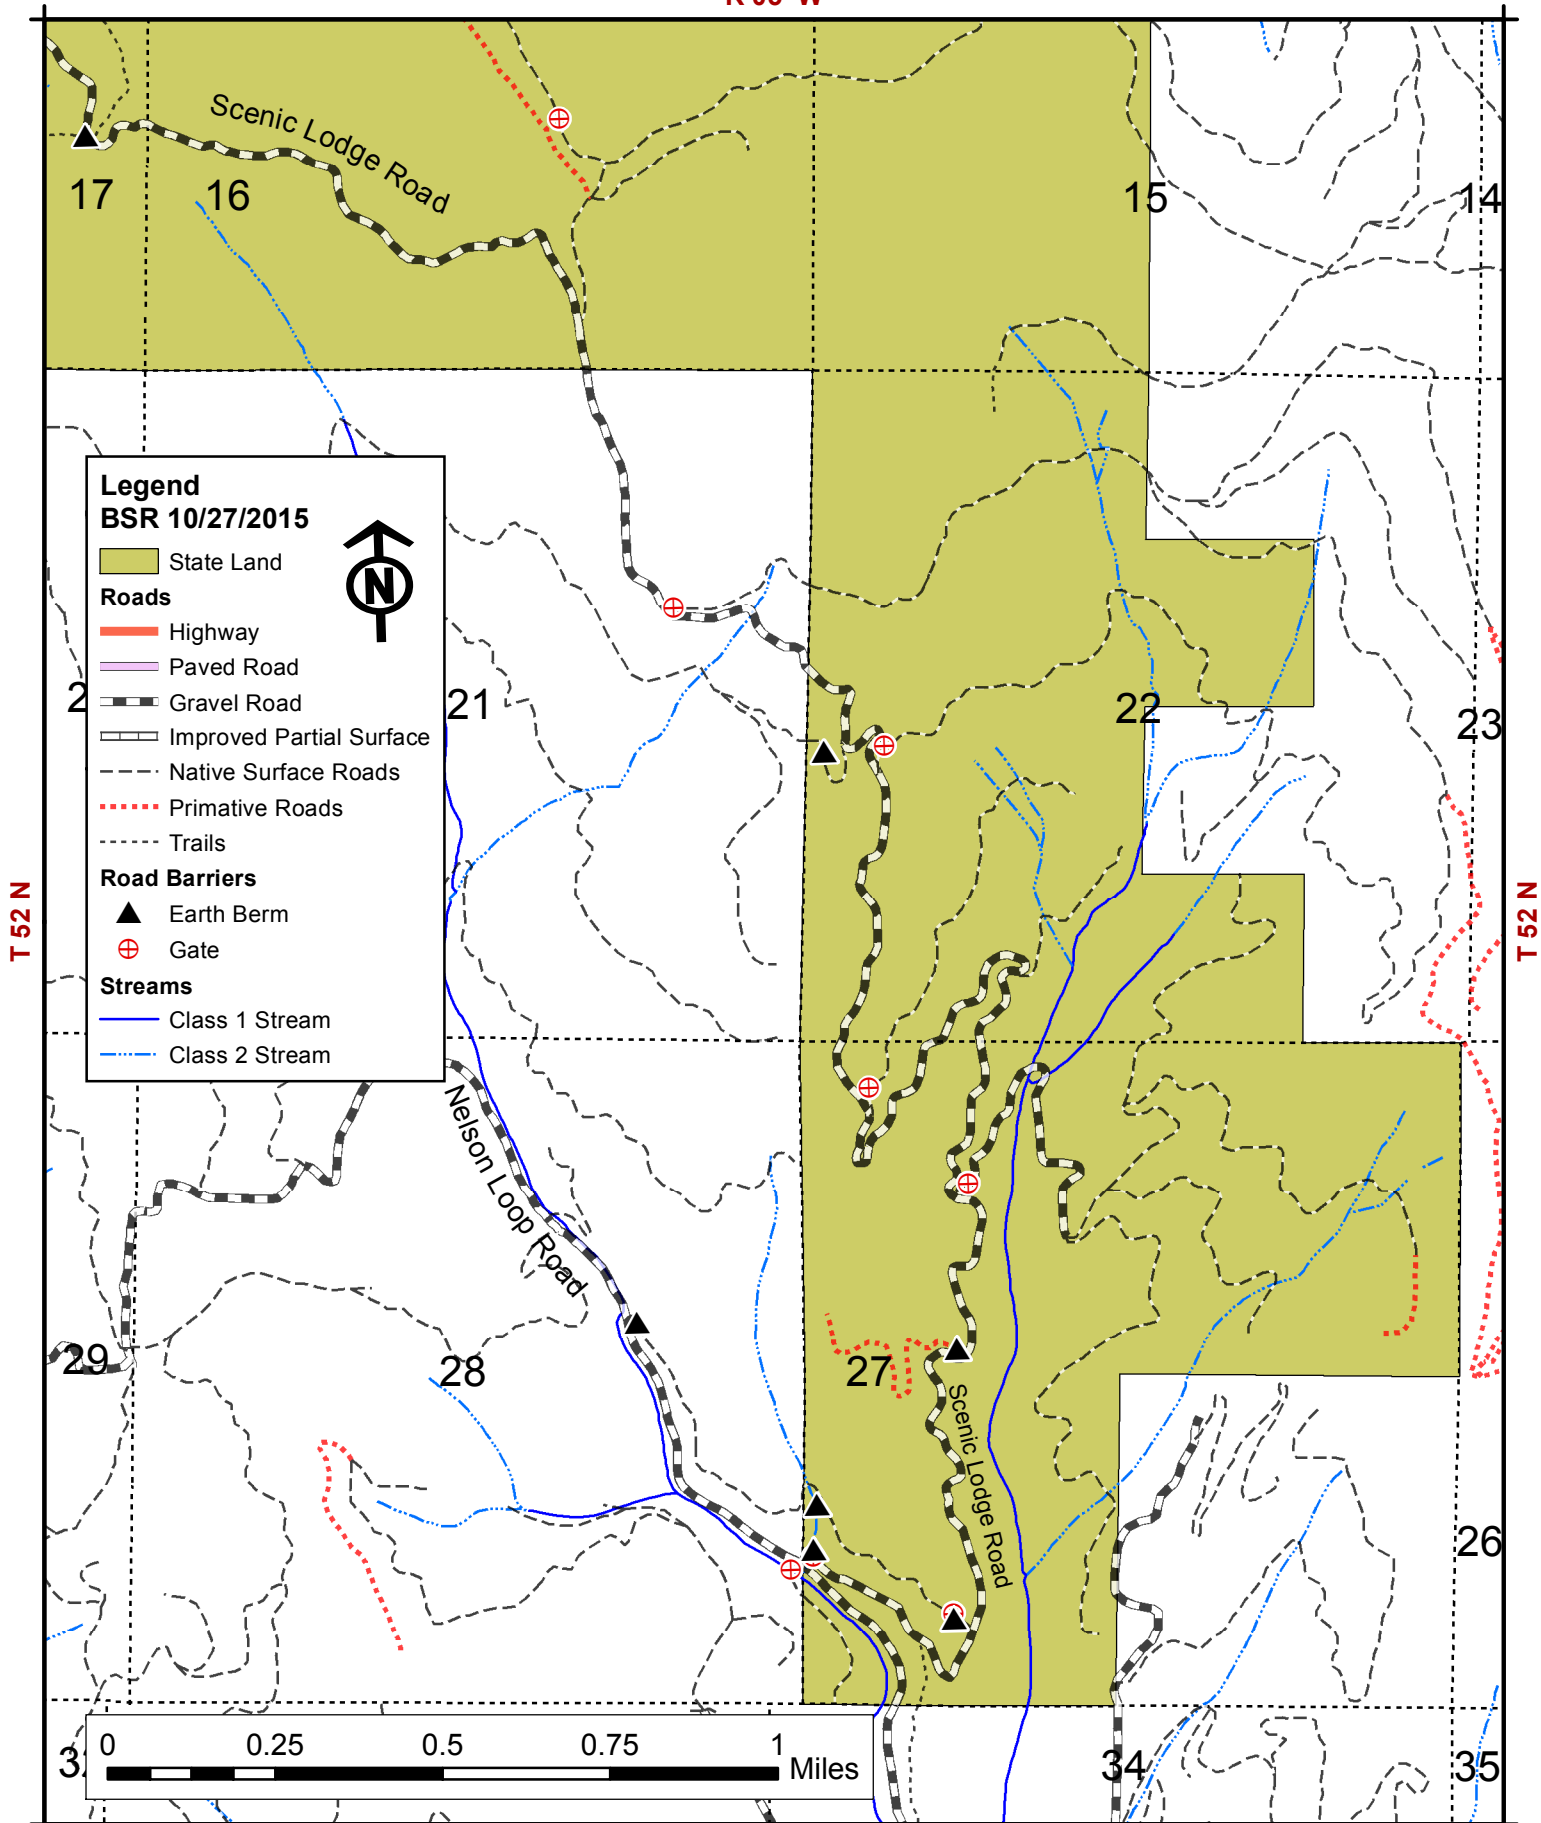 Scenic Lodge Road
17
16
15
14
Legend
BSR 10/27/2015
N
State Land
Roads
Highway
Paved Road
Gravel Road
Improved Partial Surface
Native Surface Roads
Primative Roads
Trails
Road Barriers
Earth Berm
Gate
Streams
Class 1 Stream
Class 2 Stream
2
21
22
23
T 52 N
T 52 N
Nelson Loop Road
29
28
27
Scenic Lodge Road
26
0 0.25 0.5 0.75 1
Miles
34
35